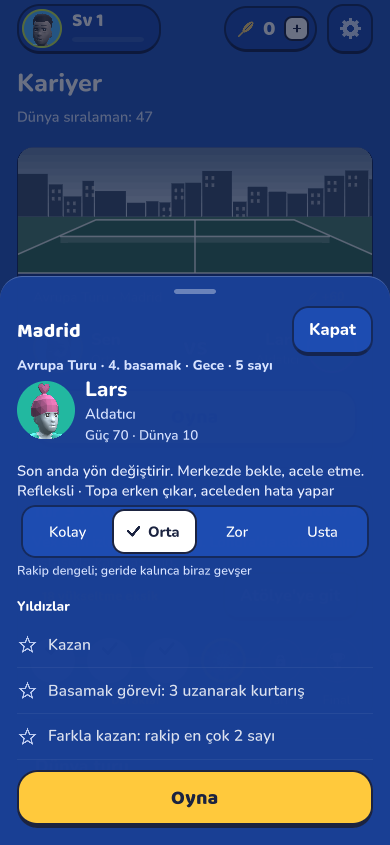 Sv 1
0
+
Kariyer
Dünya sıralaman: 47
Madrid
Kapat
Avrupa Turu · 4. basamak · Gece · 5 sayı
Lars
Aldatıcı
Güç 70 · Dünya 10
Son anda yön değiştirir. Merkezde bekle, acele etme.
Refleksli · Topa erken çıkar, aceleden hata yapar
Kolay
Orta
Zor
Usta
Rakip dengeli; geride kalınca biraz gevşer
Yıldızlar
Kazan
Basamak görevi: 3 uzanarak kurtarış
Farkla kazan: rakip en çok 2 sayı
Oyna